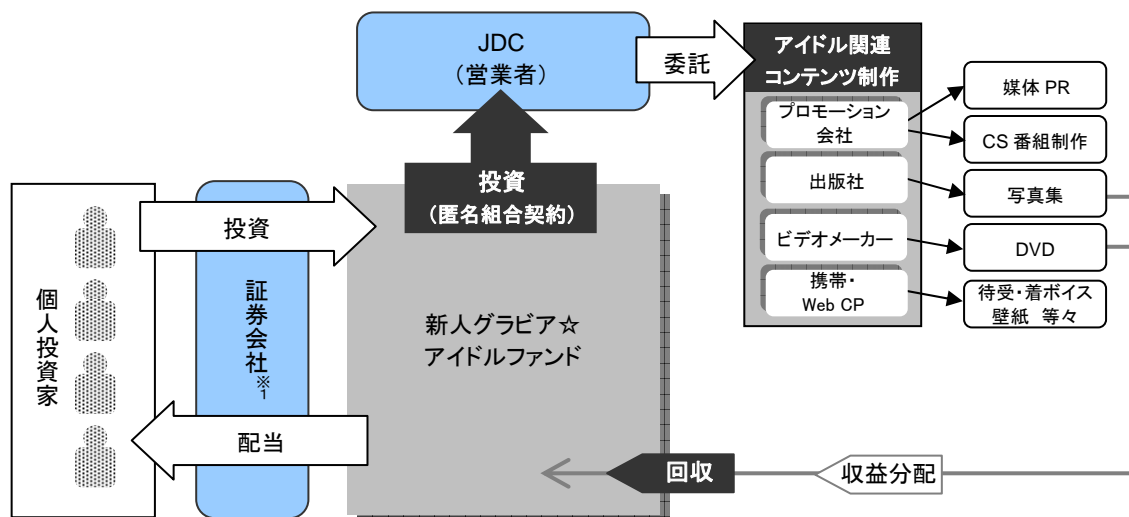 JDC
（営業者）
委託
アイドル関連
コンテンツ制作
プロモーション
会社
出版社
ビデオメーカー
携帯・
Web CP
媒体 PR
CS 番組制作
写真集
DVD
待受・着ボイス
壁紙 等々
投資
（匿名組合契約）
個人投資家
投資
証券会社※1
配当
新人グラビア☆
アイドルファンド
回収
収益分配